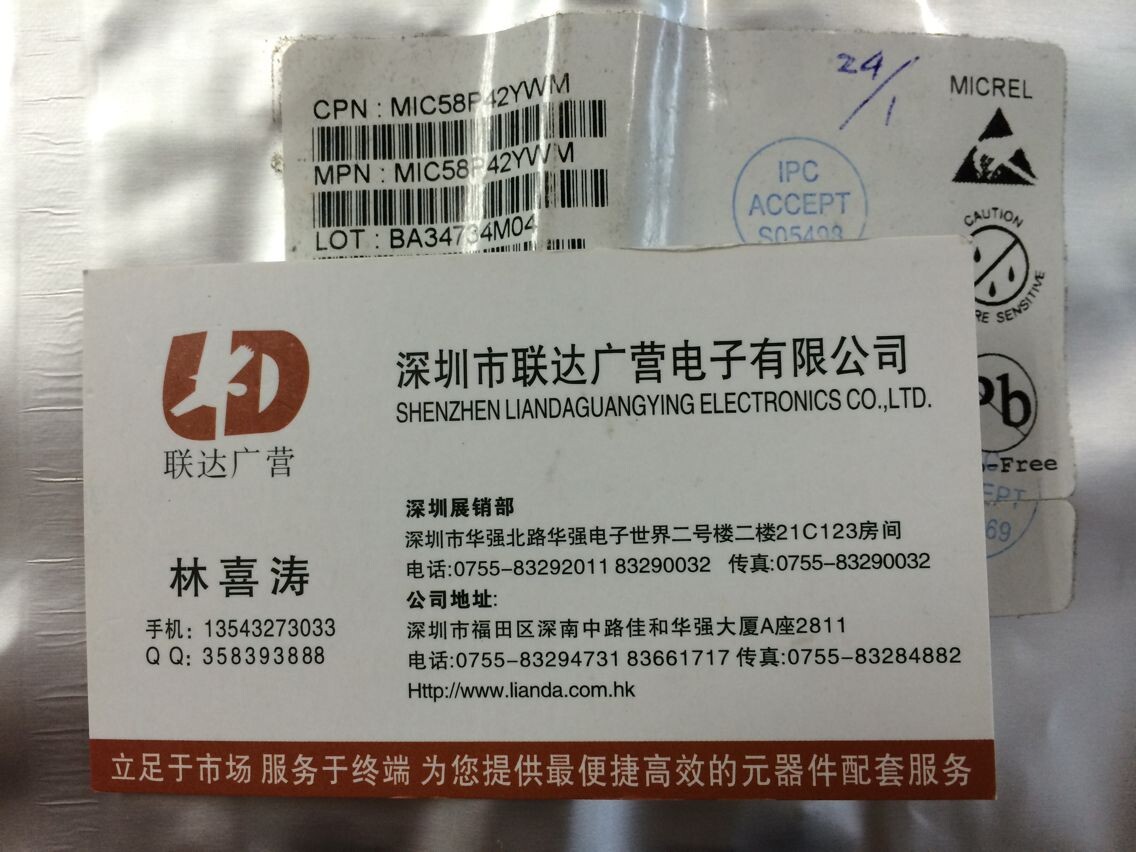 CPN : MIC58P42YWM
MPN : MIC58P42YWM
LOT : BA34734M04
24/1
MICREL
IPC
ACCEPT
S05493
CAUTION
SENSITIVE
Pb
-Free
EPT
69
联达广营
深圳市联达广营电子有限公司
SHENZHEN LIANDAGUANGYING ELECTRONICS CO.,LTD.
林喜涛
手机: 13543273033
QQ: 358393888
深圳展销部
深圳市华强北路华强电子世界二号楼二楼21C123房间
电话:0755-83292011 83290032 传真:0755-83290032
公司地址:
深圳市福田区深南中路佳和华强大厦A座2811
电话:0755-83294731 83661717 传真:0755-83284882
Http://www.lianda.com.hk
立足于市场 服务于终端 为您提供最便捷高效的元器件配套服务